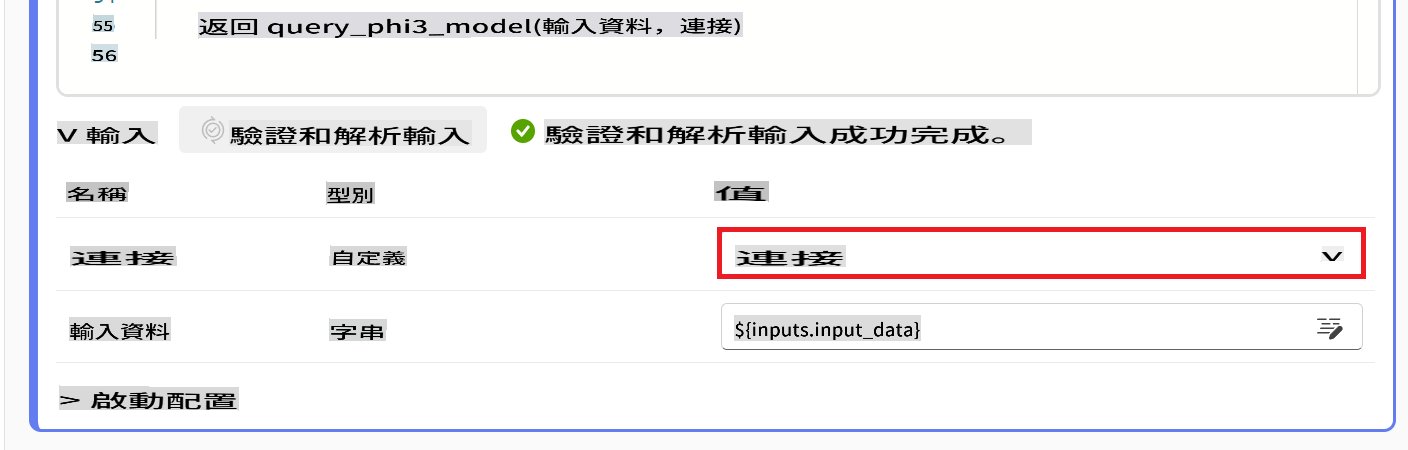 55 返回 query_phi3_model(輸入資料，連接)
56
V 輸入 驗證和解析輸入 驗證和解析輸入成功完成。
名稱 型別 值
連接 自定義 連接 V
輸入資料 字串 ${inputs.input_data}
> 啟動配置